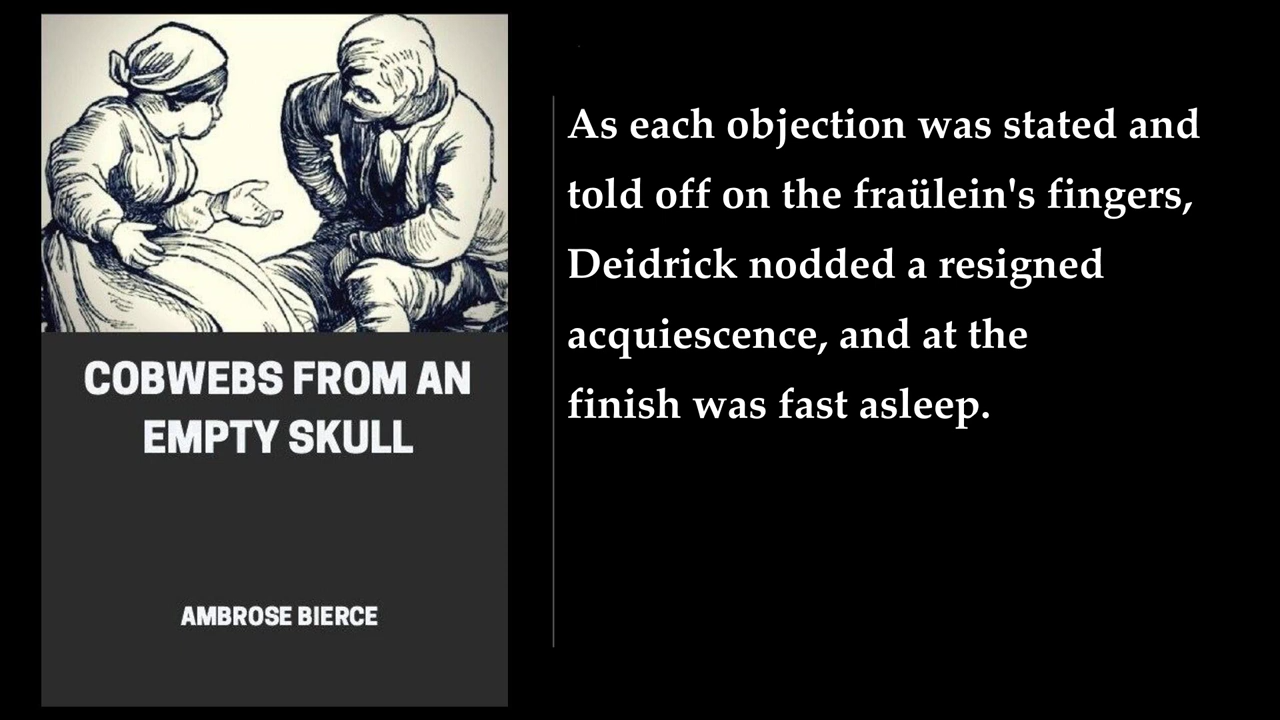 COBWEBS FROM AN
EMPTY SKULL
AMBROSE BIERCE
As each objection was stated and
told off on the fraülein's fingers,
Deidrick nodded a resigned
acquiescence, and at the
finish was fast asleep.